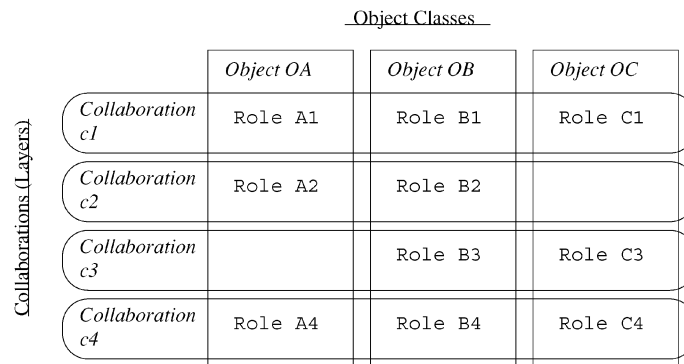 Object Classes
Object OA Object OB Object OC
Collaborations (Layers)
Collaboration
c1
Role A1 Role B1 Role C1
Collaboration
c2
Role A2 Role B2
Collaboration
c3
Role B3 Role C3
Collaboration
c4
Role A4 Role B4 Role C4